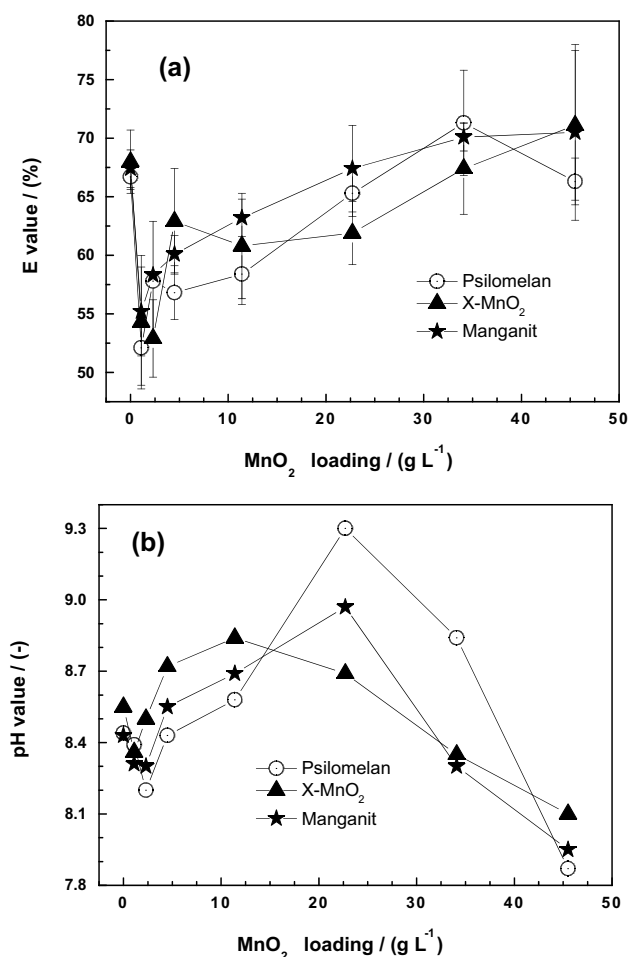 (a)
75
70
65
60
55
50
E value / (%)
Psilomelan
X-MnO₂
Manganit
0 10 20 30 40 50
MnO₂ loading / (g L⁻¹)
(b)
9.3
9.0
8.7
8.4
8.1
7.8
pH value / (-)
Psilomelan
X-MnO₂
Manganit
0 10 20 30 40 50
MnO₂ loading / (g L⁻¹)